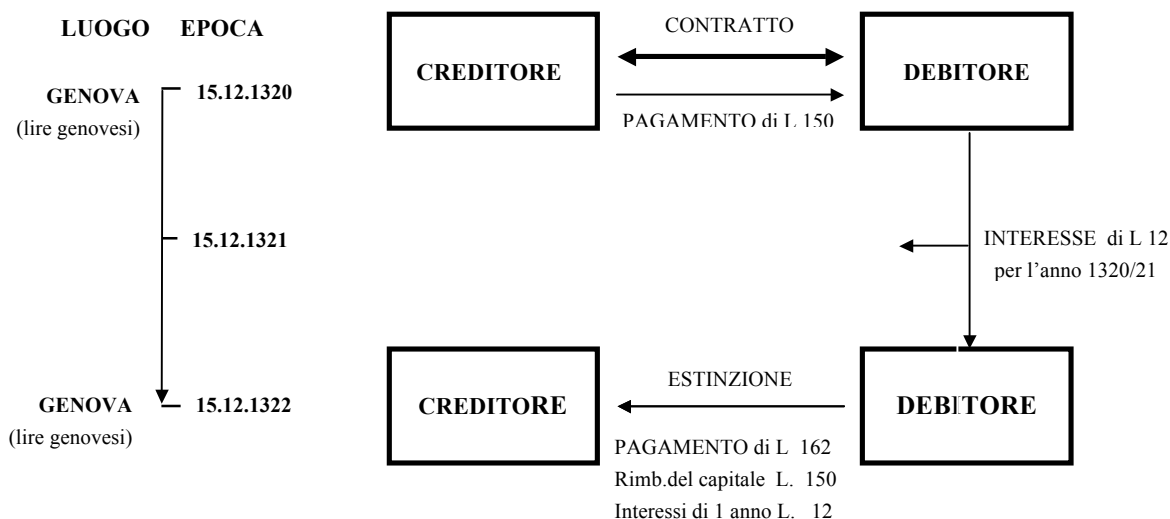 LUOGO EPOCA
CONTRATTO
CREDITORE
DEBITORE
GENOVA
(lire genovesi)
15.12.1320
PAGAMENTO di L 150
15.12.1321
INTERESSE di L 12
per l'anno 1320/21
GENOVA
(lire genovesi)
15.12.1322
CREDITORE
ESTINZIONE
DEBITORE
PAGAMENTO di L 162
Rimb.del capitale L. 150
Interessi di 1 anno L. 12